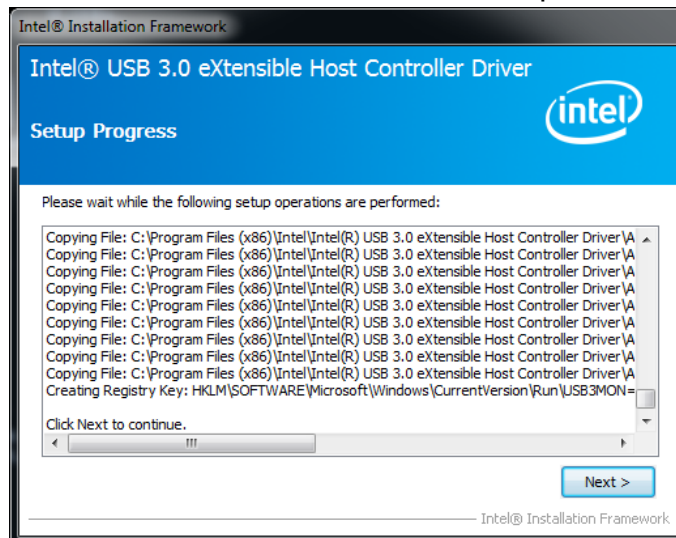 Intel® Installation Framework
Intel® USB 3.0 eXtensible Host Controller Driver
intel
Setup Progress
Please wait while the following setup operations are performed:
Copying File: C:\Program Files (x86)\Intel\Intel(R) USB 3.0 eXtensible Host Controller Driver\A
Copying File: C:\Program Files (x86)\Intel\Intel(R) USB 3.0 eXtensible Host Controller Driver\A
Copying File: C:\Program Files (x86)\Intel\Intel(R) USB 3.0 eXtensible Host Controller Driver\A
Copying File: C:\Program Files (x86)\Intel\Intel(R) USB 3.0 eXtensible Host Controller Driver\A
Copying File: C:\Program Files (x86)\Intel\Intel(R) USB 3.0 eXtensible Host Controller Driver\A
Copying File: C:\Program Files (x86)\Intel\Intel(R) USB 3.0 eXtensible Host Controller Driver\A
Copying File: C:\Program Files (x86)\Intel\Intel(R) USB 3.0 eXtensible Host Controller Driver\A
Copying File: C:\Program Files (x86)\Intel\Intel(R) USB 3.0 eXtensible Host Controller Driver\A
Copying File: C:\Program Files (x86)\Intel\Intel(R) USB 3.0 eXtensible Host Controller Driver\A
Creating Registry Key: HKLM\SOFTWARE\Microsoft\Windows\CurrentVersion\Run\USB3MON=
Click Next to continue.
Next >
Intel® Installation Framework